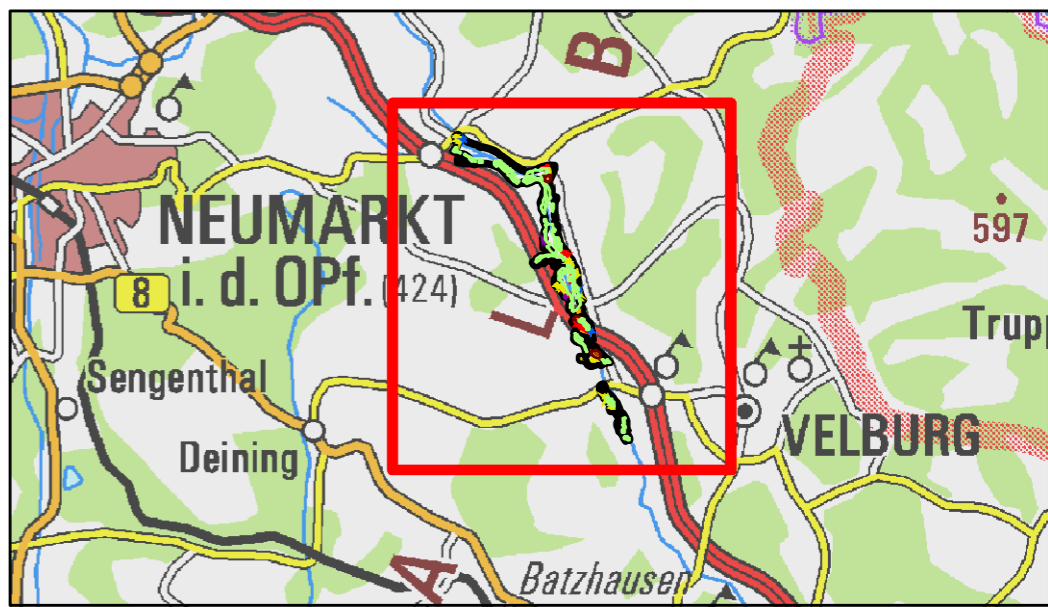 B
NEUMARKT
597
8 i. d. OPf. (424)
L
Trupp
Sengenthal
VELBURG
Deining
A
Batzhausen